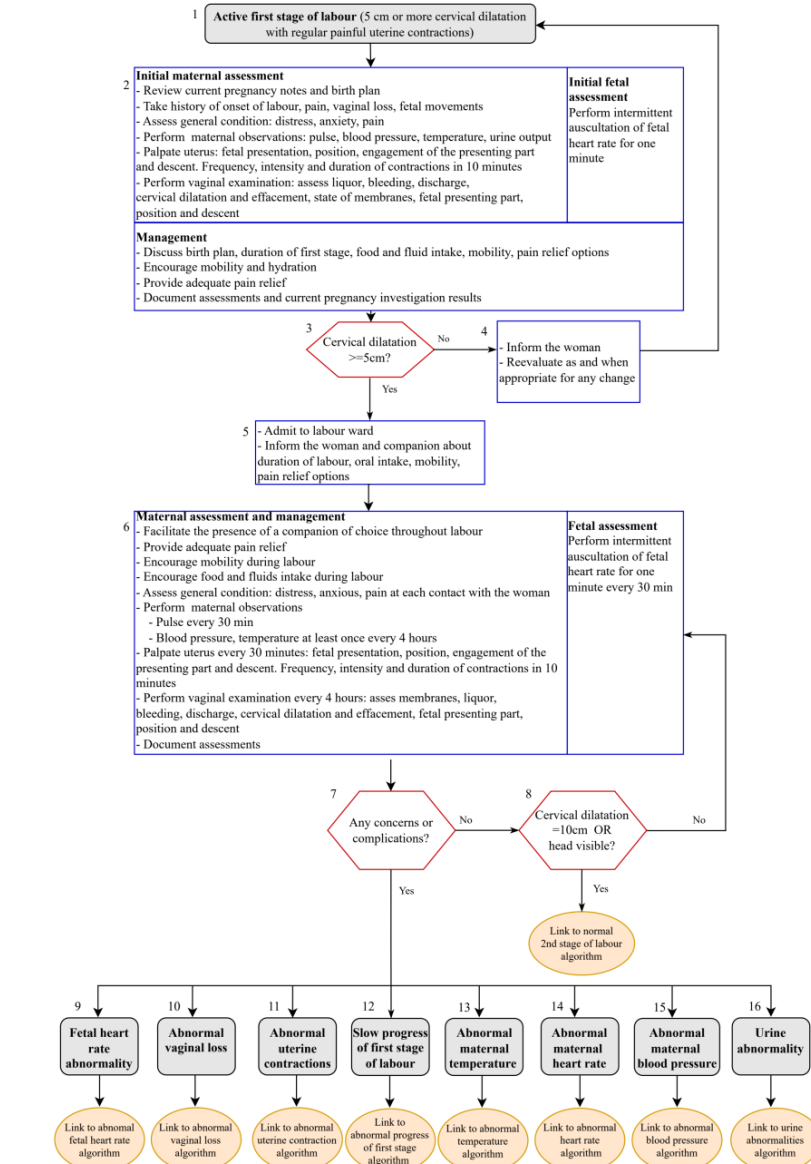 1
Active first stage of labour (5 cm or more cervical dilatation
with regular painful uterine contractions)
2
Initial maternal assessment
- Review current pregnancy notes and birth plan
- Take history of onset of labour, pain, vaginal loss, fetal movements
- Assess general condition: distress, anxiety, pain
- Perform maternal observations: pulse, blood pressure, temperature, urine output
- Palpate uterus: fetal presentation, position, engagement of the presenting part
and descent. Frequency, intensity and duration of contractions in 10 minutes
- Perform vaginal examination: assess liquor, bleeding, discharge,
cervical dilatation and effacement, state of membranes, fetal presenting part,
position and descent
Initial fetal
assessment
Perform intermittent
auscultation of fetal
heart rate for one
minute
Management
- Discuss birth plan, duration of first stage, food and fluid intake, mobility, pain relief options
- Encourage mobility and hydration
- Provide adequate pain relief
- Document assessments and current pregnancy investigation results
3
Cervical dilatation
>=5cm?
No
4
- Inform the woman
- Reevaluate as and when
appropriate for any change
Yes
5
- Admit to labour ward
- Inform the woman and companion about
duration of labour, oral intake, mobility,
pain relief options
6
Maternal assessment and management
- Facilitate the presence of a companion of choice throughout labour
- Provide adequate pain relief
- Encourage mobility during labour
- Encourage food and fluids intake during labour
- Assess general condition: distress, anxious, pain at each contact with the woman
- Perform maternal observations
- Pulse every 30 min
- Blood pressure, temperature at least once every 4 hours
- Palpate uterus every 30 minutes: fetal presentation, position, engagement of the
presenting part and descent. Frequency, intensity and duration of contractions in 10
minutes
- Perform vaginal examination every 4 hours: asses membranes, liquor,
bleeding, discharge, cervical dilatation and effacement, fetal presenting part,
position and descent
- Document assessments
Fetal assessment
Perform intermittent
auscultation of fetal
heart rate for one
minute every 30 min
7
Any concerns or
complications?
No
8
Cervical dilatation
=10cm OR
head visible?
No
Yes
Yes
Link to normal
2nd stage of labour
algorithm
9
Fetal heart
rate
abnormality
10
Abnormal
vaginal loss
11
Abnormal
uterine
contractions
12
Slow progress
of first stage
of labour
13
Abnormal
maternal
temperature
14
Abnormal
maternal
heart rate
15
Abnormal
maternal
blood pressure
16
Urine
abnormality
Link to abnomal
fetal heart rate
algorithm
Link to abnormal
vaginal loss
algorithm
Link to abnormal
uterine contraction
algorithm
Link to
abnormal progress
of first stage
algorithm
Link to abnormal
temperature
algorithm
Link to abnormal
heart rate
algorithm
Link to abnormal
blood pressure
algorithm
Link to urine
abnormalities
algorithm